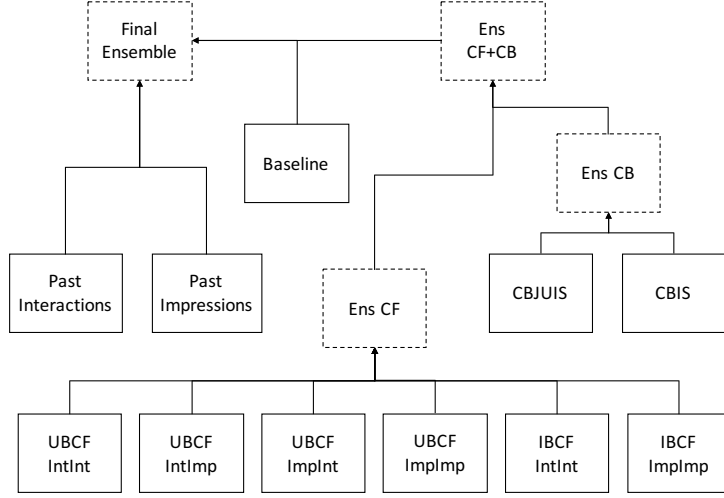 Final
Ensemble
Ens
CF+CB
Baseline
Ens CB
Past
Interactions
Past
Impressions
Ens CF
CBJUIS
CBIS
UBCF
IntInt
UBCF
IntImp
UBCF
ImpInt
UBCF
ImpImp
IBCF
IntInt
IBCF
ImpImp